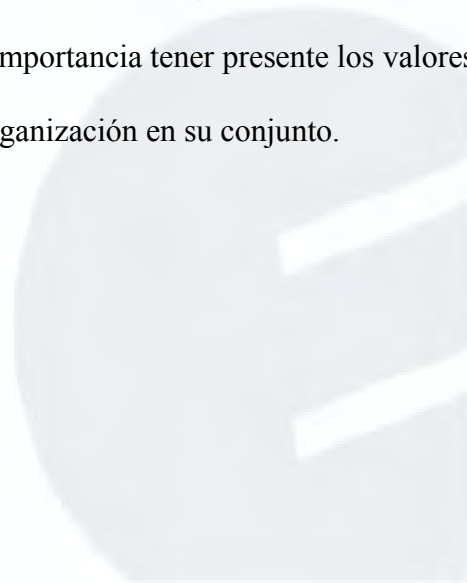 mportancia tener presente los valores
ganización en su conjunto.